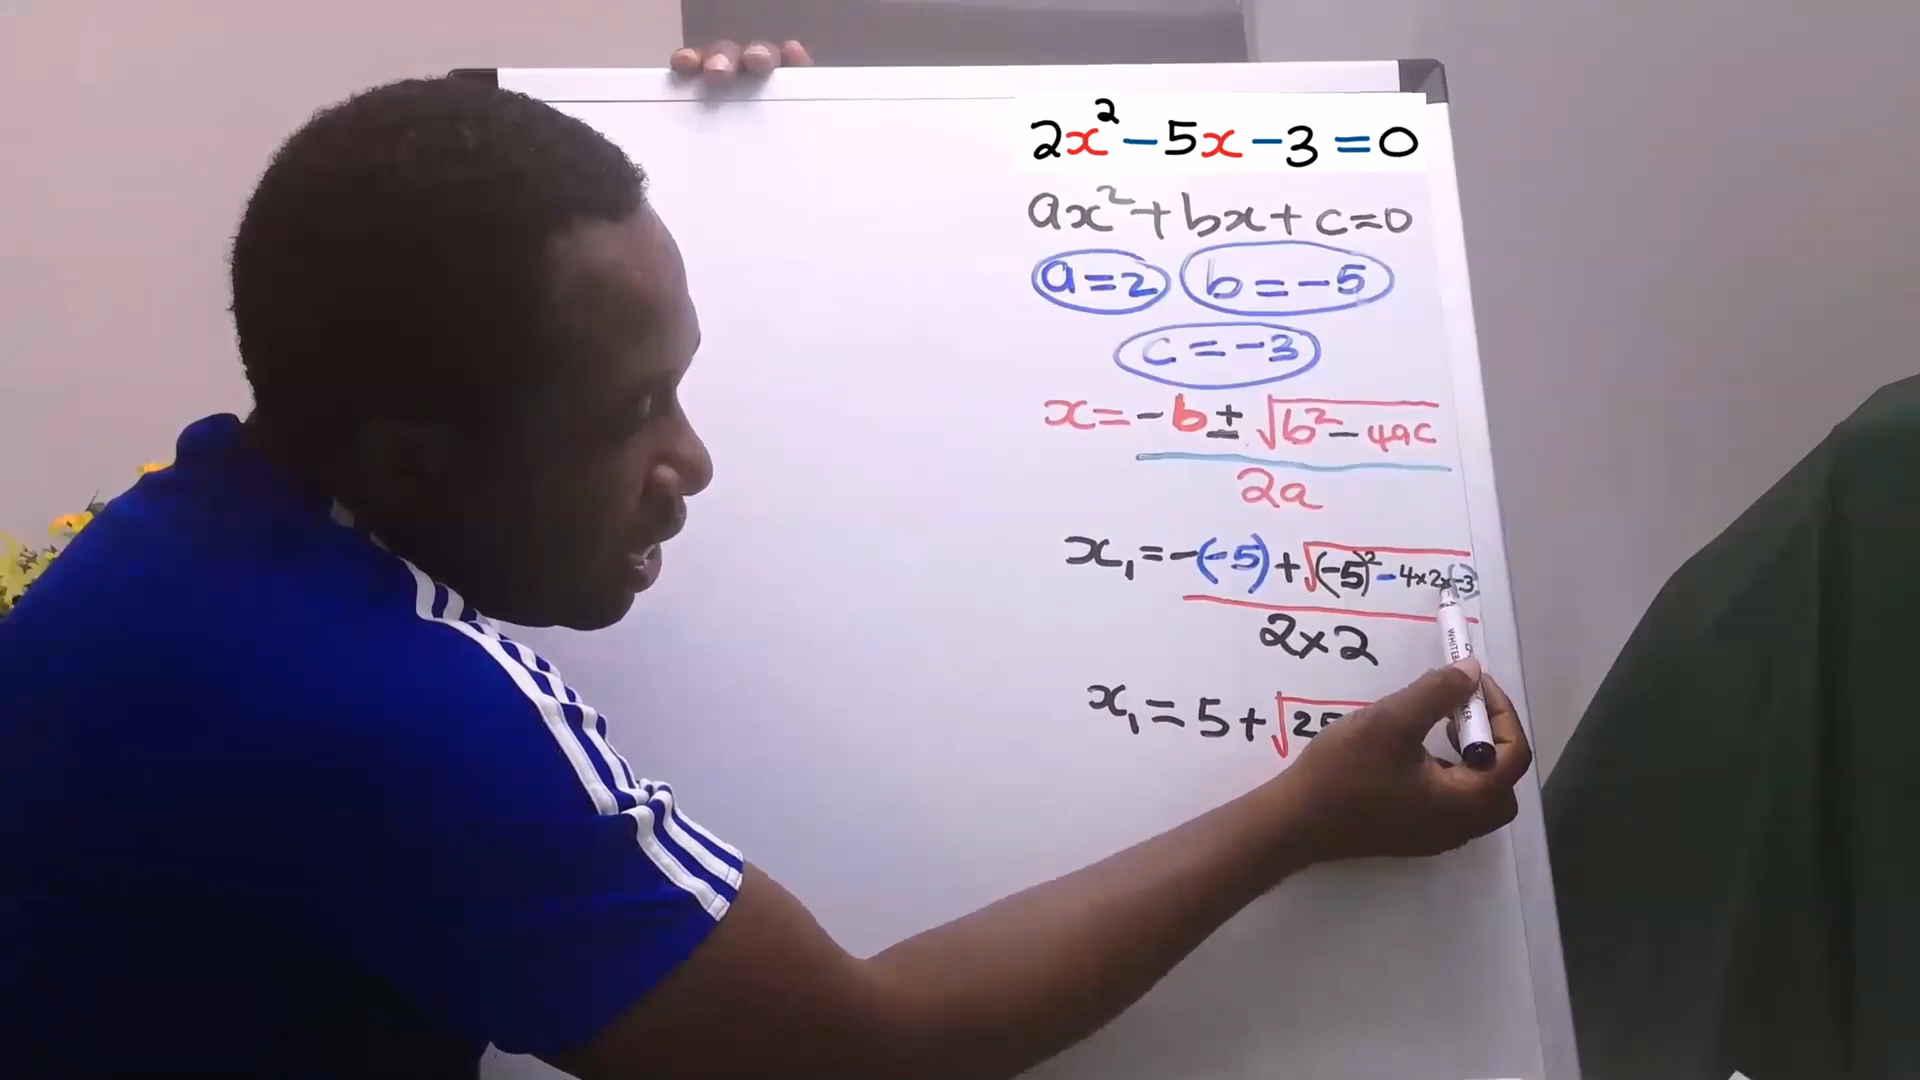 2x²-5x-3=0
ax²+bx+c=0
a=2 b=-5
c=-3
x=-b±√b²-4ac
2a
x₁=-(-5)+√(-5)²-4x2x(-3)
2x2
x₁=5+√25